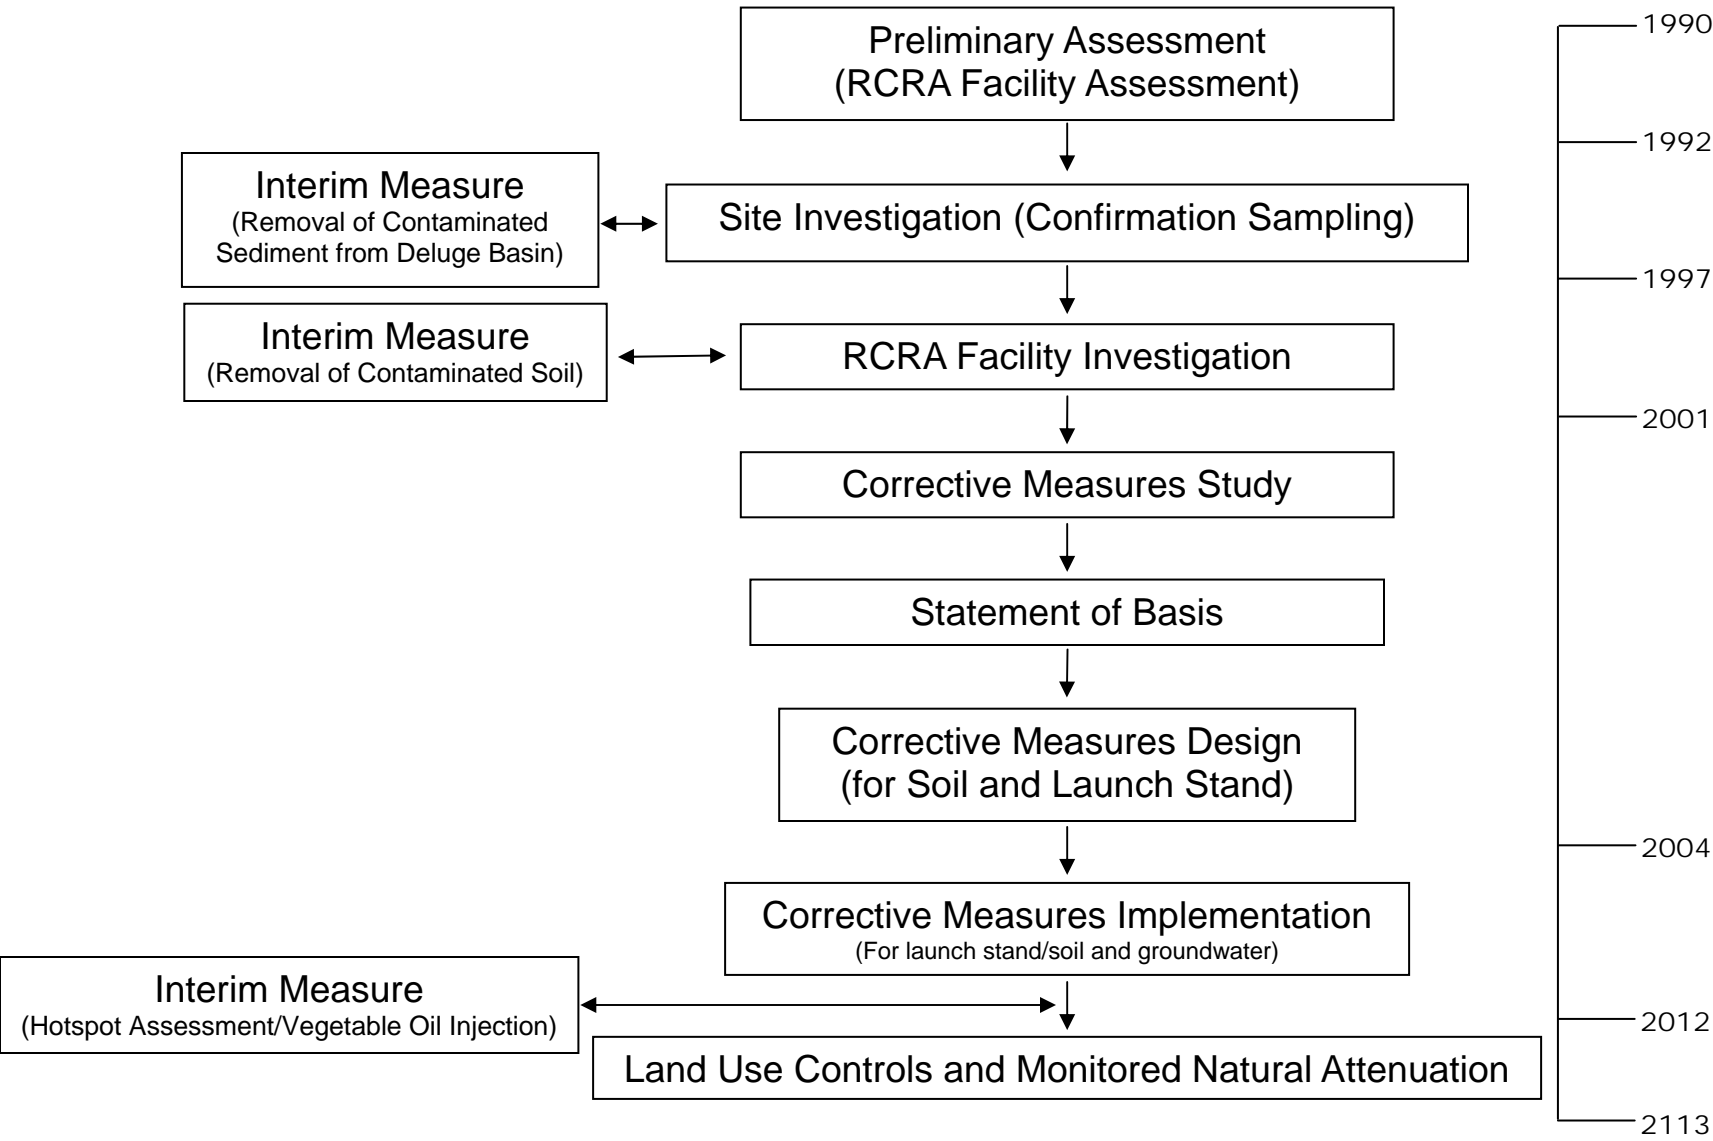 Preliminary Assessment
(RCRA Facility Assessment)
1990
1992
Interim Measure
(Removal of Contaminated
Sediment from Deluge Basin)
Site Investigation (Confirmation Sampling)
1997
Interim Measure
(Removal of Contaminated Soil)
RCRA Facility Investigation
2001
Corrective Measures Study
Statement of Basis
Corrective Measures Design
(for Soil and Launch Stand)
2004
Corrective Measures Implementation
(For launch stand/soil and groundwater)
Interim Measure
(Hotspot Assessment/Vegetable Oil Injection)
2012
Land Use Controls and Monitored Natural Attenuation
2113